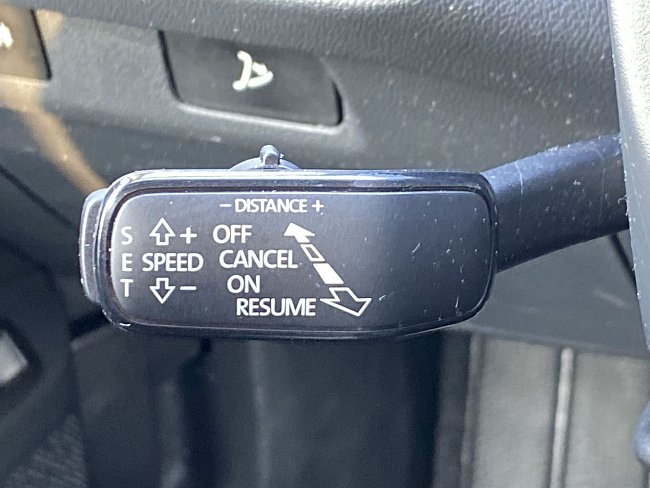 − DISTANCE +
S + OFF
E SPEED CANCEL
T − ON
RESUME